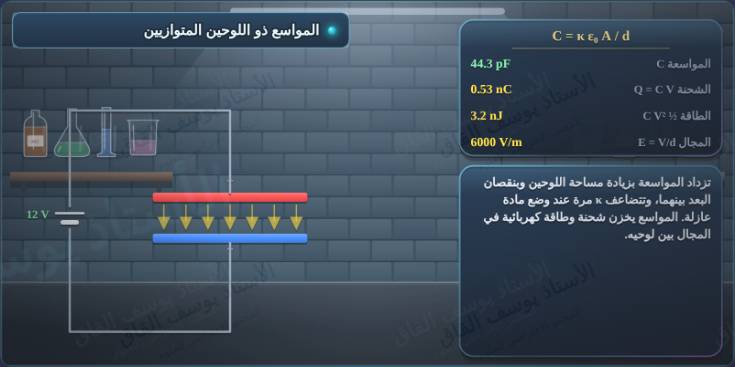 المواسع ذو اللوحين المتوازيين
C = κ ε₀ A / d
المواسعة C 44.3 pF
الشحنة Q = C V 0.53 nC
الطاقة ½ C V² 3.2 nJ
المجال E = V/d 6000 V/m
تزداد المواسعة بزيادة مساحة اللوحين وبنقصان
البعد بينهما، وتتضاعف κ مرة عند وضع مادة
عازلة. المواسع يخزن شحنة وطاقة كهربائية في
المجال بين لوحيه.
12 V